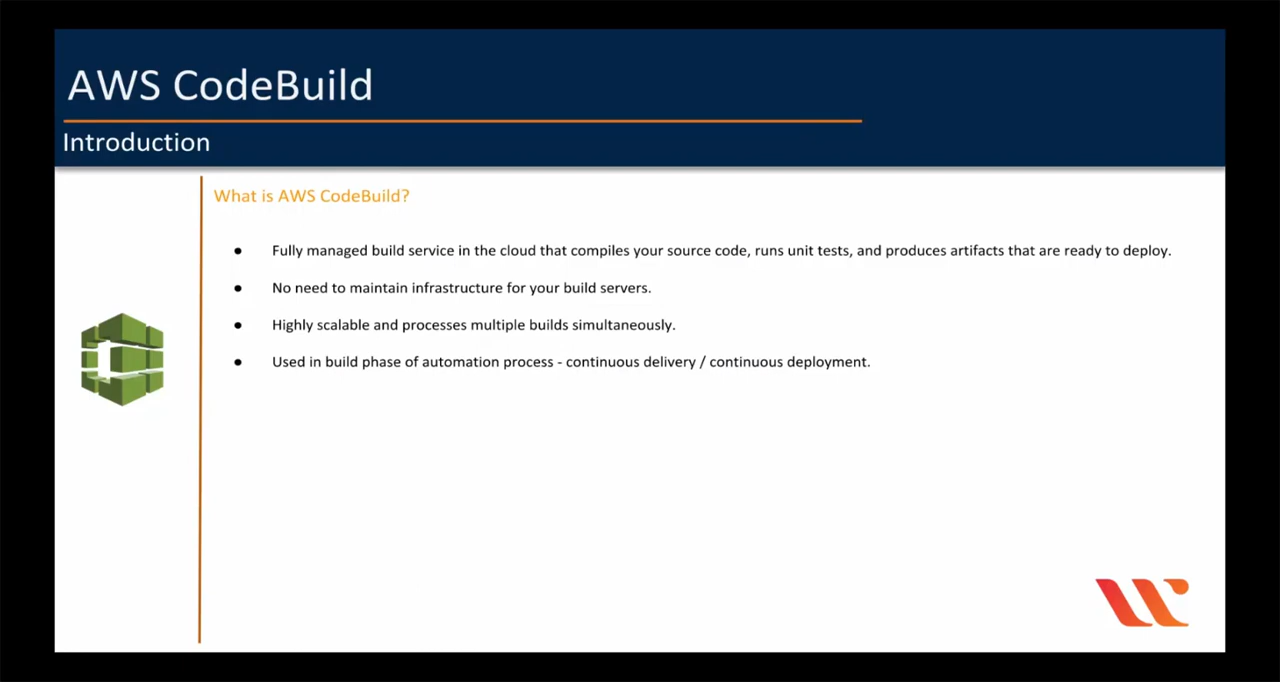 AWS CodeBuild
Introduction
What is AWS CodeBuild?
● Fully managed build service in the cloud that compiles your source code, runs unit tests, and produces artifacts that are ready to deploy.
● No need to maintain infrastructure for your build servers.
● Highly scalable and processes multiple builds simultaneously.
● Used in build phase of automation process - continuous delivery / continuous deployment.